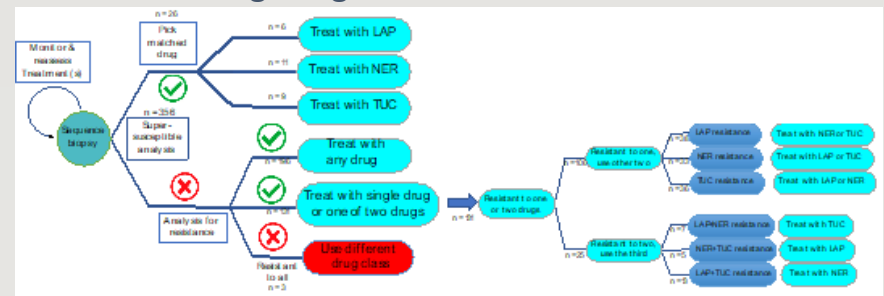 n = 26
Monitor &
reassess
Treatment (s)
Pick
matched
drug
n = 6
Treat with LAP
n = 11
Treat with NER
n = 9
Treat with TUC
Sequence
biopsy
n = 356
Super-
susceptible
analysis
Treat with
any drug
Treat with single drug
or one of two drugs
Analysis for
resistance
Use different
drug class
Resistant
to all
n = 3
Resistant to one
or two drugs
Resistant to one,
use other two
LAP resistance
Treat with NER or TUC
NER resistance
Treat with LAP or TUC
TUC resistance
Treat with LAP or NER
Resistant to two,
use the third
n = 25
LAP+NER resistance
Treat with TUC
NER+TUC resistance
Treat with LAP
LAP+TUC resistance
Treat with NER